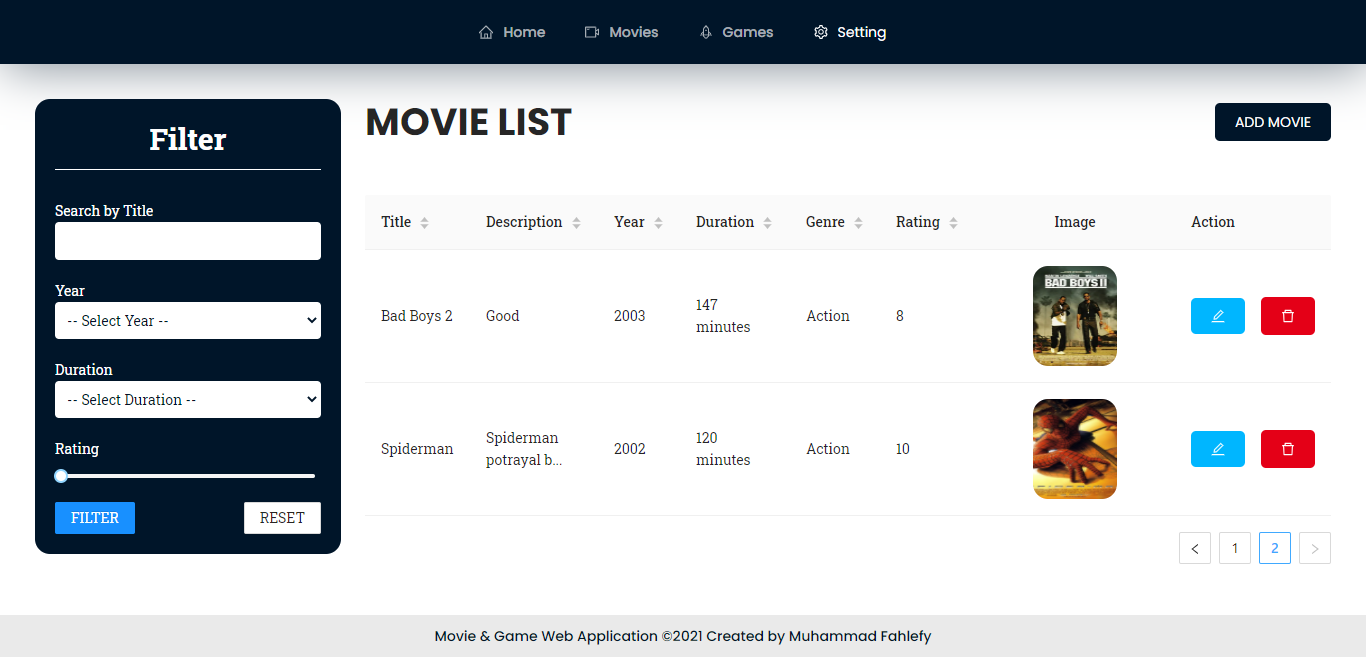 Home Movies Games Setting
Filter
Search by Title
Year
-- Select Year --
Duration
-- Select Duration --
Rating
FILTER RESET
MOVIE LIST
ADD MOVIE
Title Description Year Duration Genre Rating Image Action
Bad Boys 2 Good 2003 147 minutes Action 8
BAD BOYS II
Spiderman Spiderman potrayal b... 2002 120 minutes Action 10
< 1 2 >
Movie & Game Web Application ©2021 Created by Muhammad Fahlefy